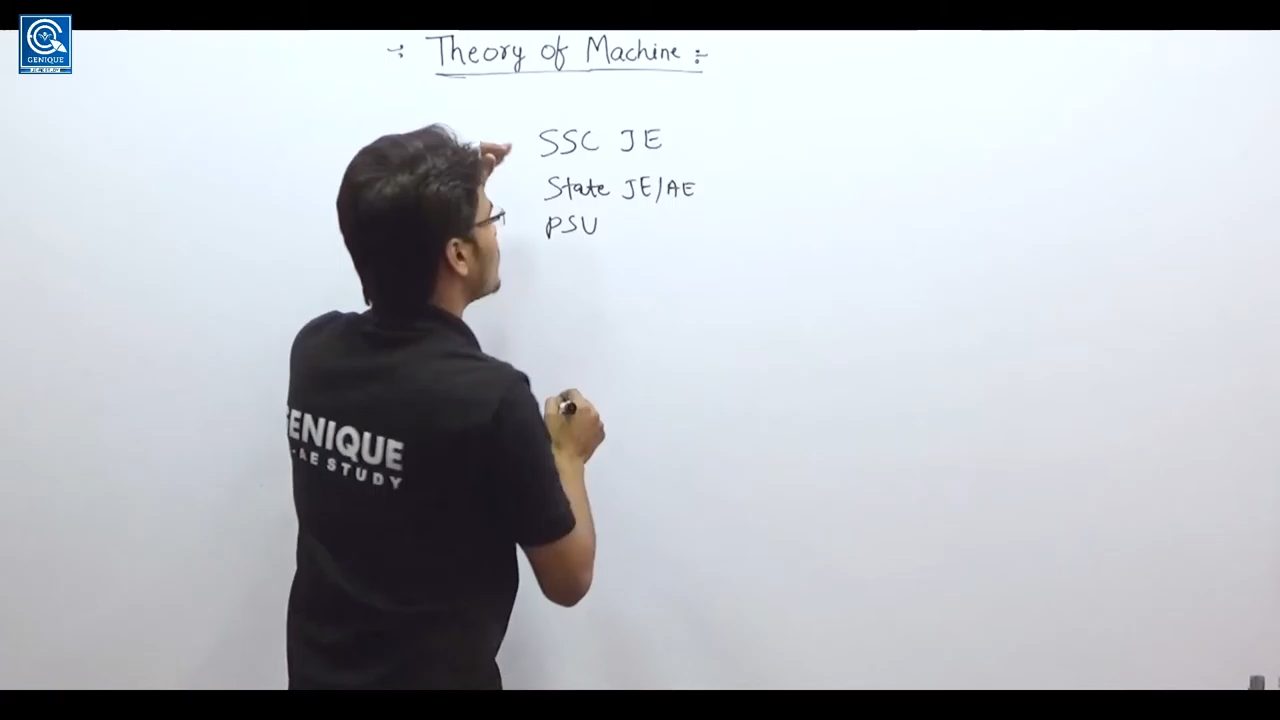 GENIQUE
-: Theory of Machine :-
SSC JE
State JE/AE
PSU
GENIQUE
-AE STUDY